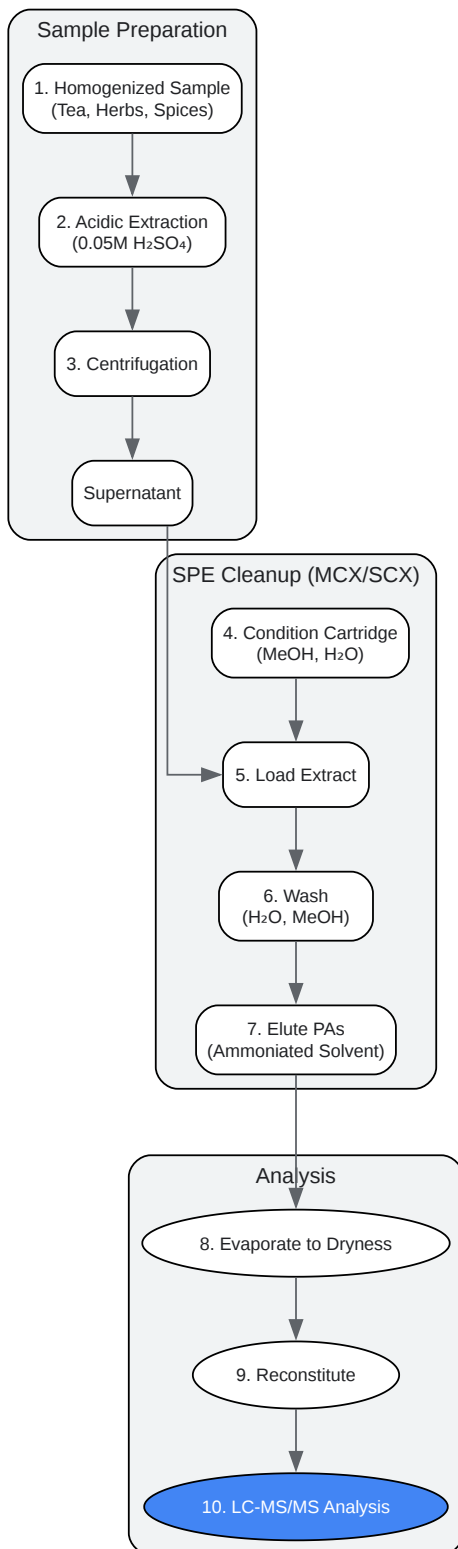 Sample Preparation
1. Homogenized Sample
(Tea, Herbs, Spices)
2. Acidic Extraction
(0.05M H₂SO₄)
3. Centrifugation
Supernatant
SPE Cleanup (MCX/SCX)
4. Condition Cartridge
(MeOH, H₂O)
5. Load Extract
6. Wash
(H₂O, MeOH)
7. Elute PAs
(Ammoniated Solvent)
Analysis
8. Evaporate to Dryness
9. Reconstitute
10. LC-MS/MS Analysis